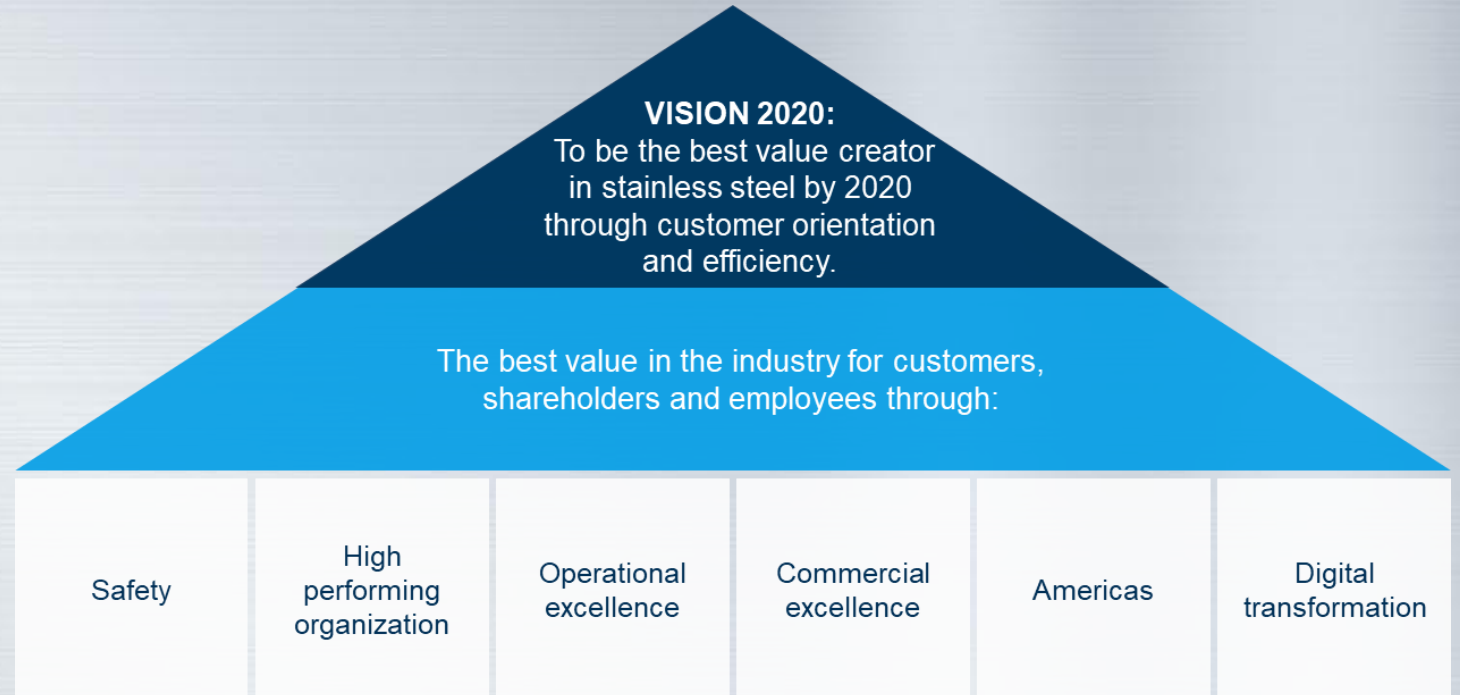 VISION 2020:
To be the best value creator
in stainless steel by 2020
through customer orientation
and efficiency.
The best value in the industry for customers,
shareholders and employees through:
Safety
High
performing
organization
Operational
excellence
Commercial
excellence
Americas
Digital
transformation